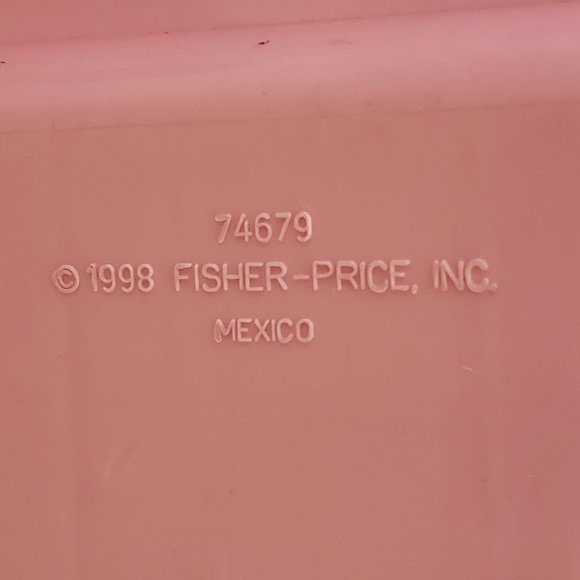 74679
© 1998 FISHER-PRICE, INC.
MEXICO